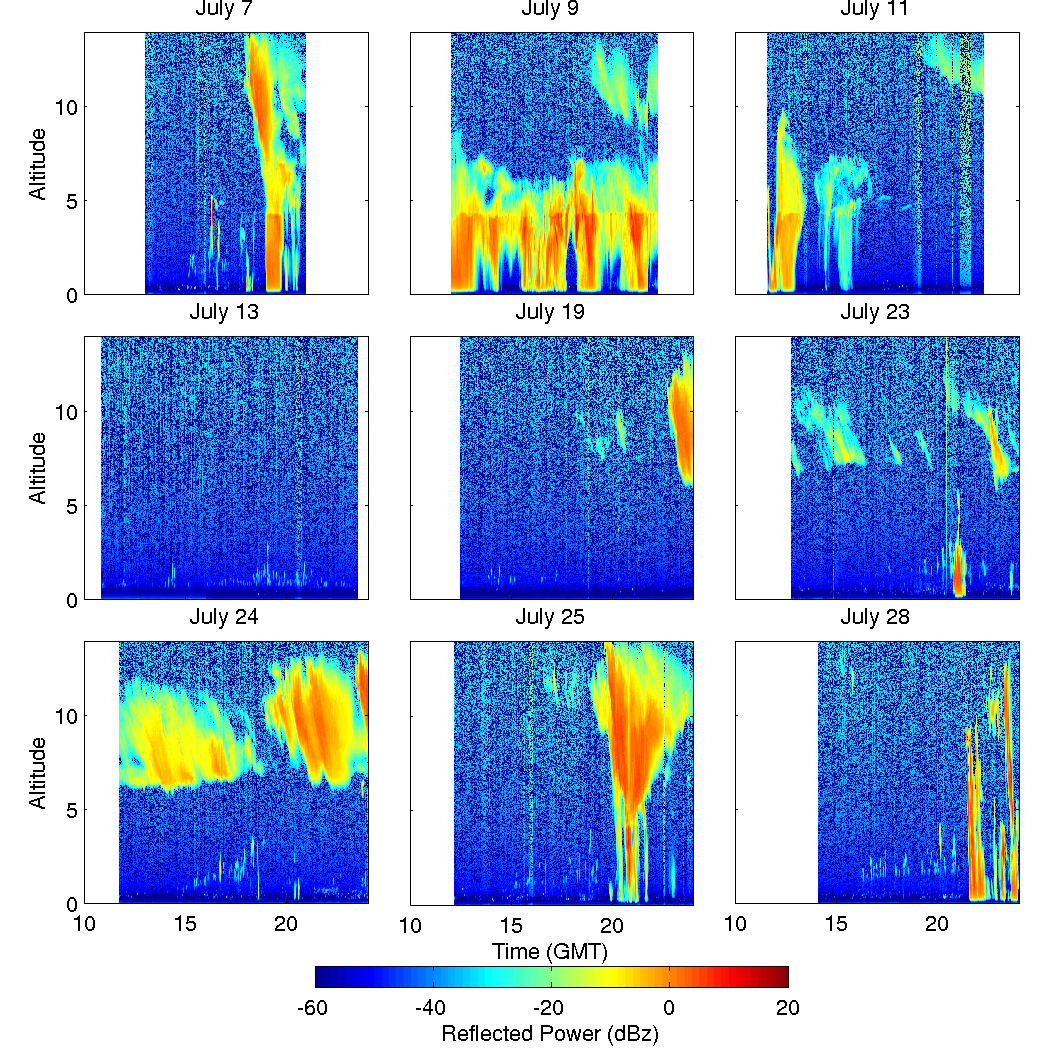 July 7 July 9 July 11
10
Altitude
5
0
July 13 July 19 July 23
10
Altitude
5
0
July 24 July 25 July 28
10
Altitude
5
0
10 15 20 10 15 20 10 15 20
Time (GMT)
-60 -40 -20 0 20
Reflected Power (dBz)